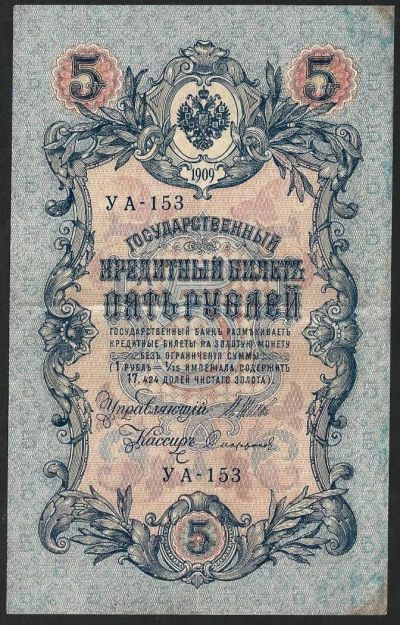 5 5
1909
УА-153
ГОСУДАРСТВЕННЫЙ
КРЕДИТНЫЙ БИЛЕТЪ
ПЯТЬ РУБЛЕЙ
ГОСУДАРСТВЕННЫЙ БАНКЪ РАЗМѢНИВАЕТЪ
КРЕДИТНЫЕ БИЛЕТЫ НА ЗОЛОТУЮ МОНЕТУ
БЕЗЪ ОГРАНИЧЕНІЯ СУММЫ
(1 РУБЛЬ = 1/15 ИМПЕРІАЛА, СОДЕРЖИТЪ
17,424 ДОЛЕЙ ЧИСТАГО ЗОЛОТА).
Управляющій
Кассиръ
УА-153
5